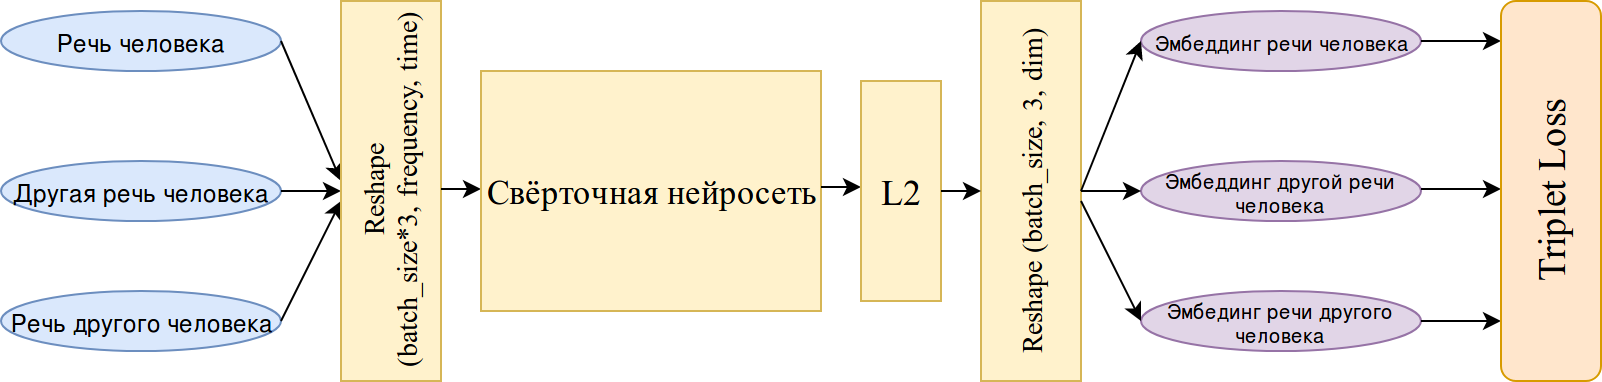 Речь человека
Другая речь человека
Речь другого человека
Reshape
(batch_size*3, frequency, time)
Свёрточная нейросеть
L2
Reshape (batch_size, 3, dim)
Эмбеддинг речи человека
Эмбеддинг другой речи
человека
Эмбединг речи другого
человека
Triplet Loss